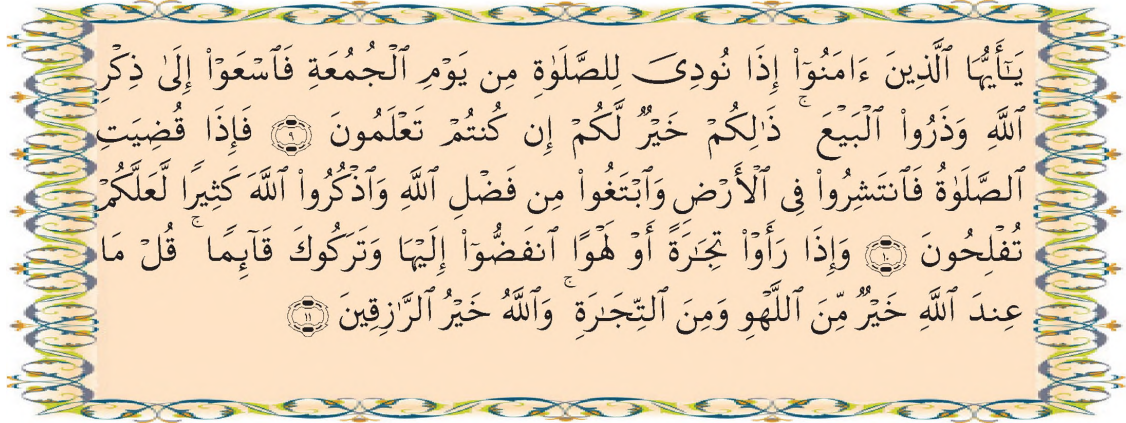 يَـٰٓأَيُّهَا ٱلَّذِينَ ءَامَنُوٓا۟ إِذَا نُودِىَ لِلصَّلَوٰةِ مِن يَوْمِ ٱلْجُمُعَةِ فَٱسْعَوْا۟ إِلَىٰ ذِكْرِ
ٱللَّهِ وَذَرُوا۟ ٱلْبَيْعَ ۚ ذَٰلِكُمْ خَيْرٌ لَّكُمْ إِن كُنتُمْ تَعْلَمُونَ ٩ فَإِذَا قُضِيَتِ
ٱلصَّلَوٰةُ فَٱنتَشِرُوا۟ فِى ٱلْأَرْضِ وَٱبْتَغُوا۟ مِن فَضْلِ ٱللَّهِ وَٱذْكُرُوا۟ ٱللَّهَ كَثِيرًا لَّعَلَّكُمْ
تُفْلِحُونَ ١٠ وَإِذَا رَأَوْا۟ تِجَـٰرَةً أَوْ لَهْوًا ٱنفَضُّوٓا۟ إِلَيْهَا وَتَرَكُوكَ قَآئِمًا ۚ قُلْ مَا
عِندَ ٱللَّهِ خَيْرٌ مِّنَ ٱللَّهْوِ وَمِنَ ٱلتِّجَـٰرَةِ ۚ وَٱللَّهُ خَيْرُ ٱلرَّٰزِقِينَ ١١